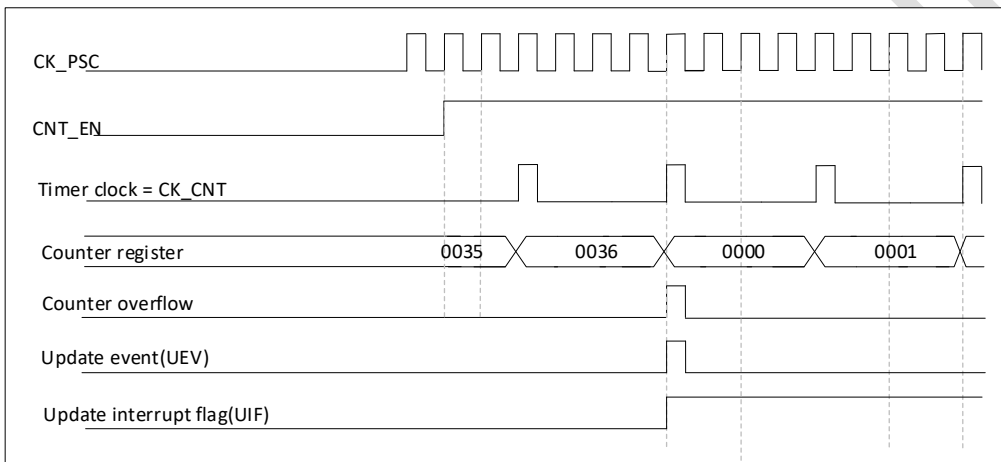 CK_PSC
CNT_EN
Timer clock = CK_CNT
Counter register 0035 0036 0000 0001
Counter overflow
Update event(UEV)
Update interrupt flag(UIF)